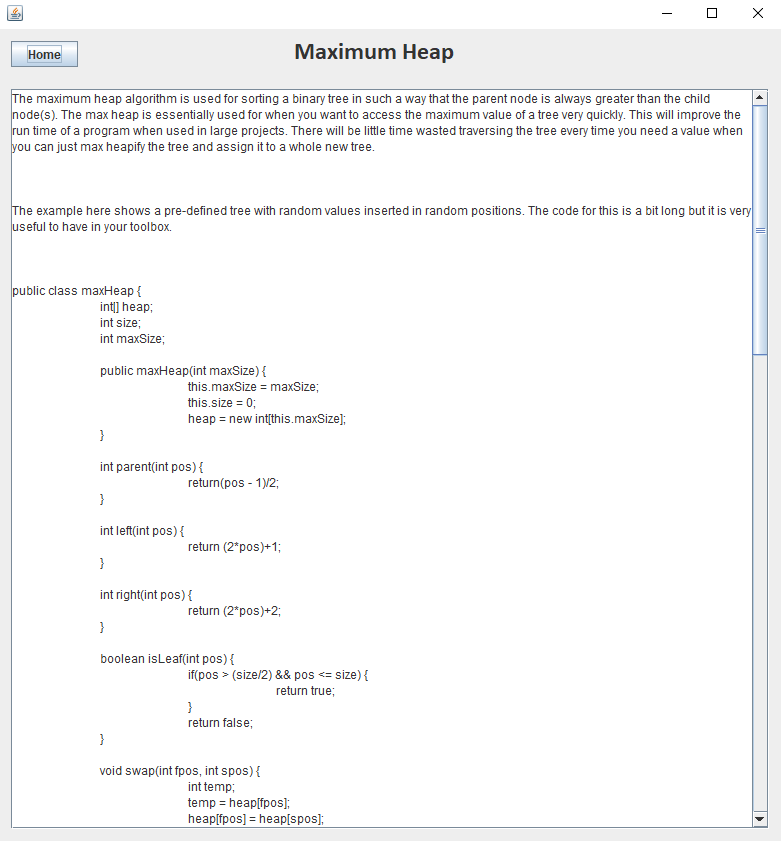 Home
Maximum Heap
The maximum heap algorithm is used for sorting a binary tree in such a way that the parent node is always greater than the child
node(s). The max heap is essentially used for when you want to access the maximum value of a tree very quickly. This will improve the
run time of a program when used in large projects. There will be little time wasted traversing the tree every time you need a value when
you can just max heapify the tree and assign it to a whole new tree.
The example here shows a pre-defined tree with random values inserted in random positions. The code for this is a bit long but it is very
useful to have in your toolbox.
public class maxHeap {
int[] heap;
int size;
int maxSize;
public maxHeap(int maxSize) {
this.maxSize = maxSize;
this.size = 0;
heap = new int[this.maxSize];
}
int parent(int pos) {
return(pos - 1)/2;
}
int left(int pos) {
return (2*pos)+1;
}
int right(int pos) {
return (2*pos)+2;
}
boolean isLeaf(int pos) {
if(pos > (size/2) && pos <= size) {
return true;
}
return false;
}
void swap(int fpos, int spos) {
int temp;
temp = heap[fpos];
heap[fpos] = heap[spos];